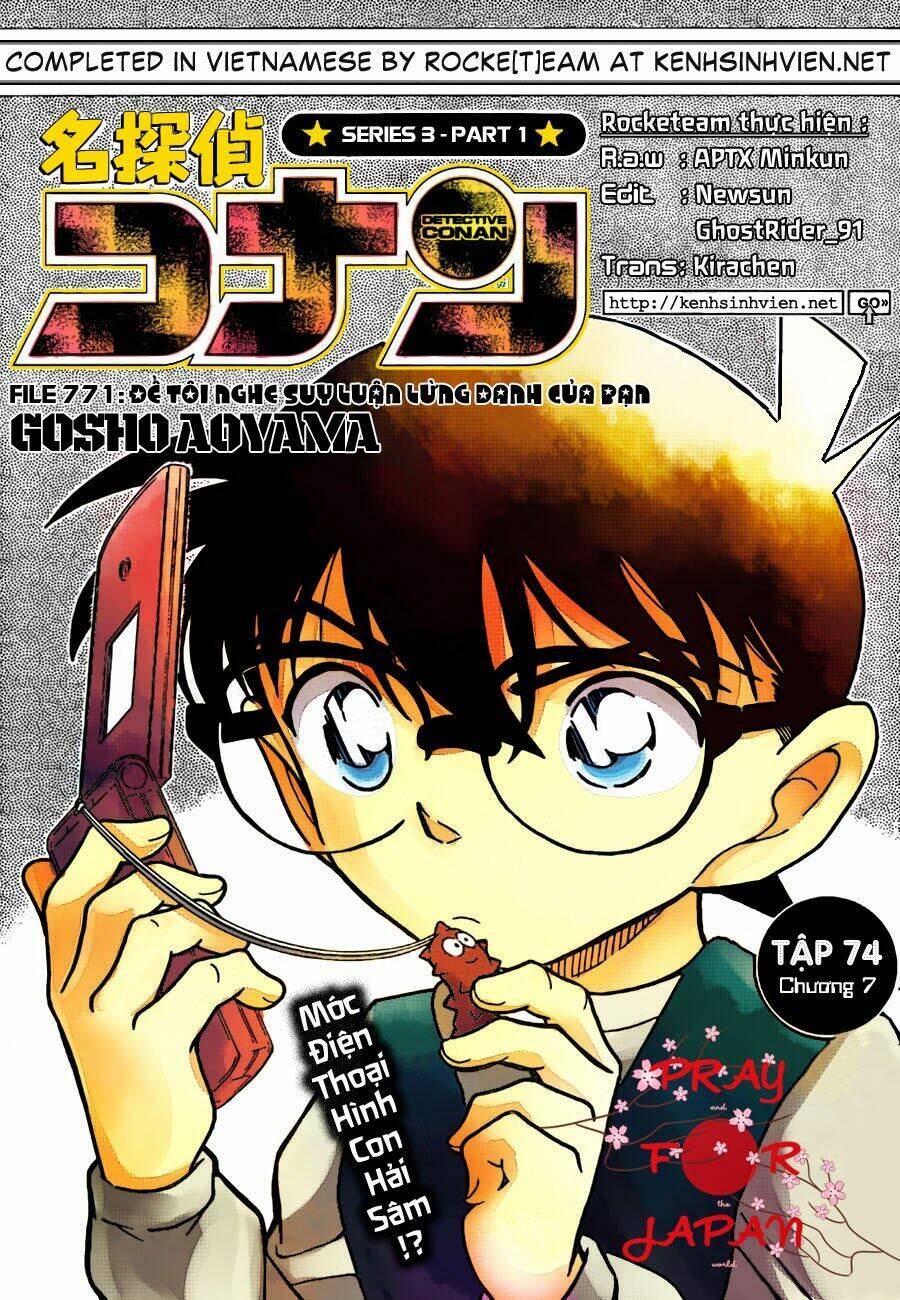 COMPLETED IN VIETNAMESE BY ROCKE[T]EAM AT KENHSINHVIEN.NET
名探偵
SERIES 3 - PART 1
コナン
DETECTIVE
CONAN
Rocketeam thực hiện :
R.a.w : APTX Minkun
Edit : Newsun
GhostRider_91
Trans : Kirachen
http://kenhsinhvien.net GO»
FILE 771 : ĐỂ TÔI NGHE SUY LUẬN LỪNG DANH CỦA BẠN
GOSHO AOYAMA
TẬP 74
Chương 7
Móc
Điện
Thoại
Hình
Con
Hải
Sâm
!?
PRAY
and
FOR
the
JAPAN
world